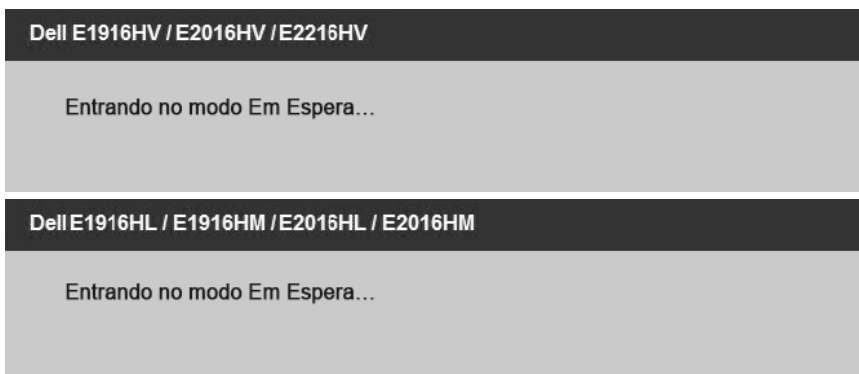 Dell E1916HV / E2016HV / E2216HV
Entrando no modo Em Espera...
Dell E1916HL / E1916HM / E2016HL / E2016HM
Entrando no modo Em Espera...